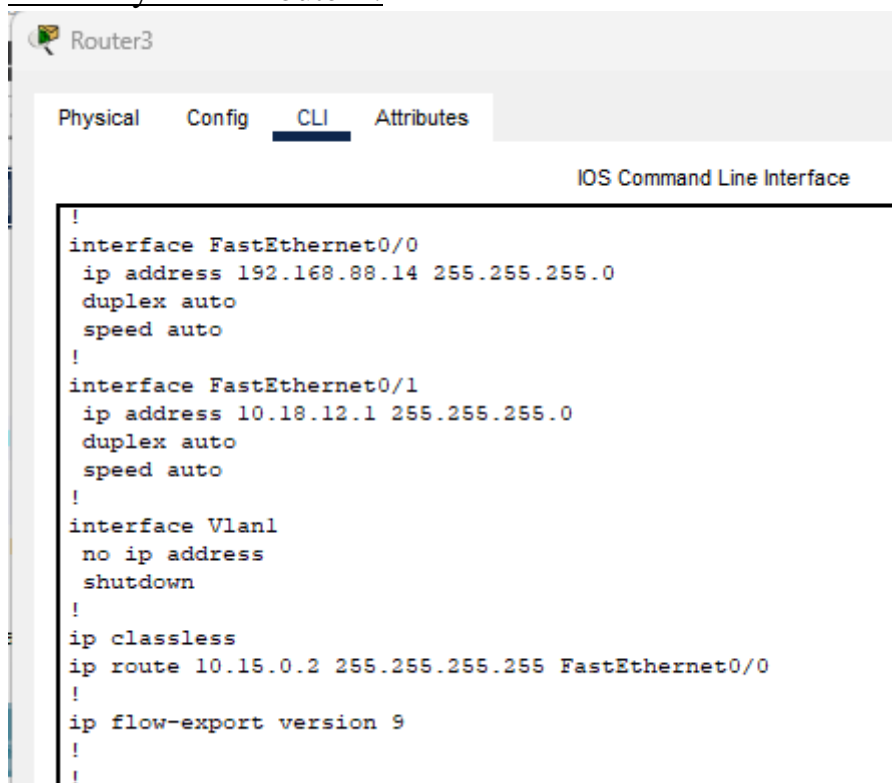 Router3
Physical Config CLI Attributes
IOS Command Line Interface
!
interface FastEthernet0/0
ip address 192.168.88.14 255.255.255.0
duplex auto
speed auto
!
interface FastEthernet0/1
ip address 10.18.12.1 255.255.255.0
duplex auto
speed auto
!
interface Vlan1
no ip address
shutdown
!
ip classless
ip route 10.15.0.2 255.255.255.255 FastEthernet0/0
!
ip flow-export version 9
!
!